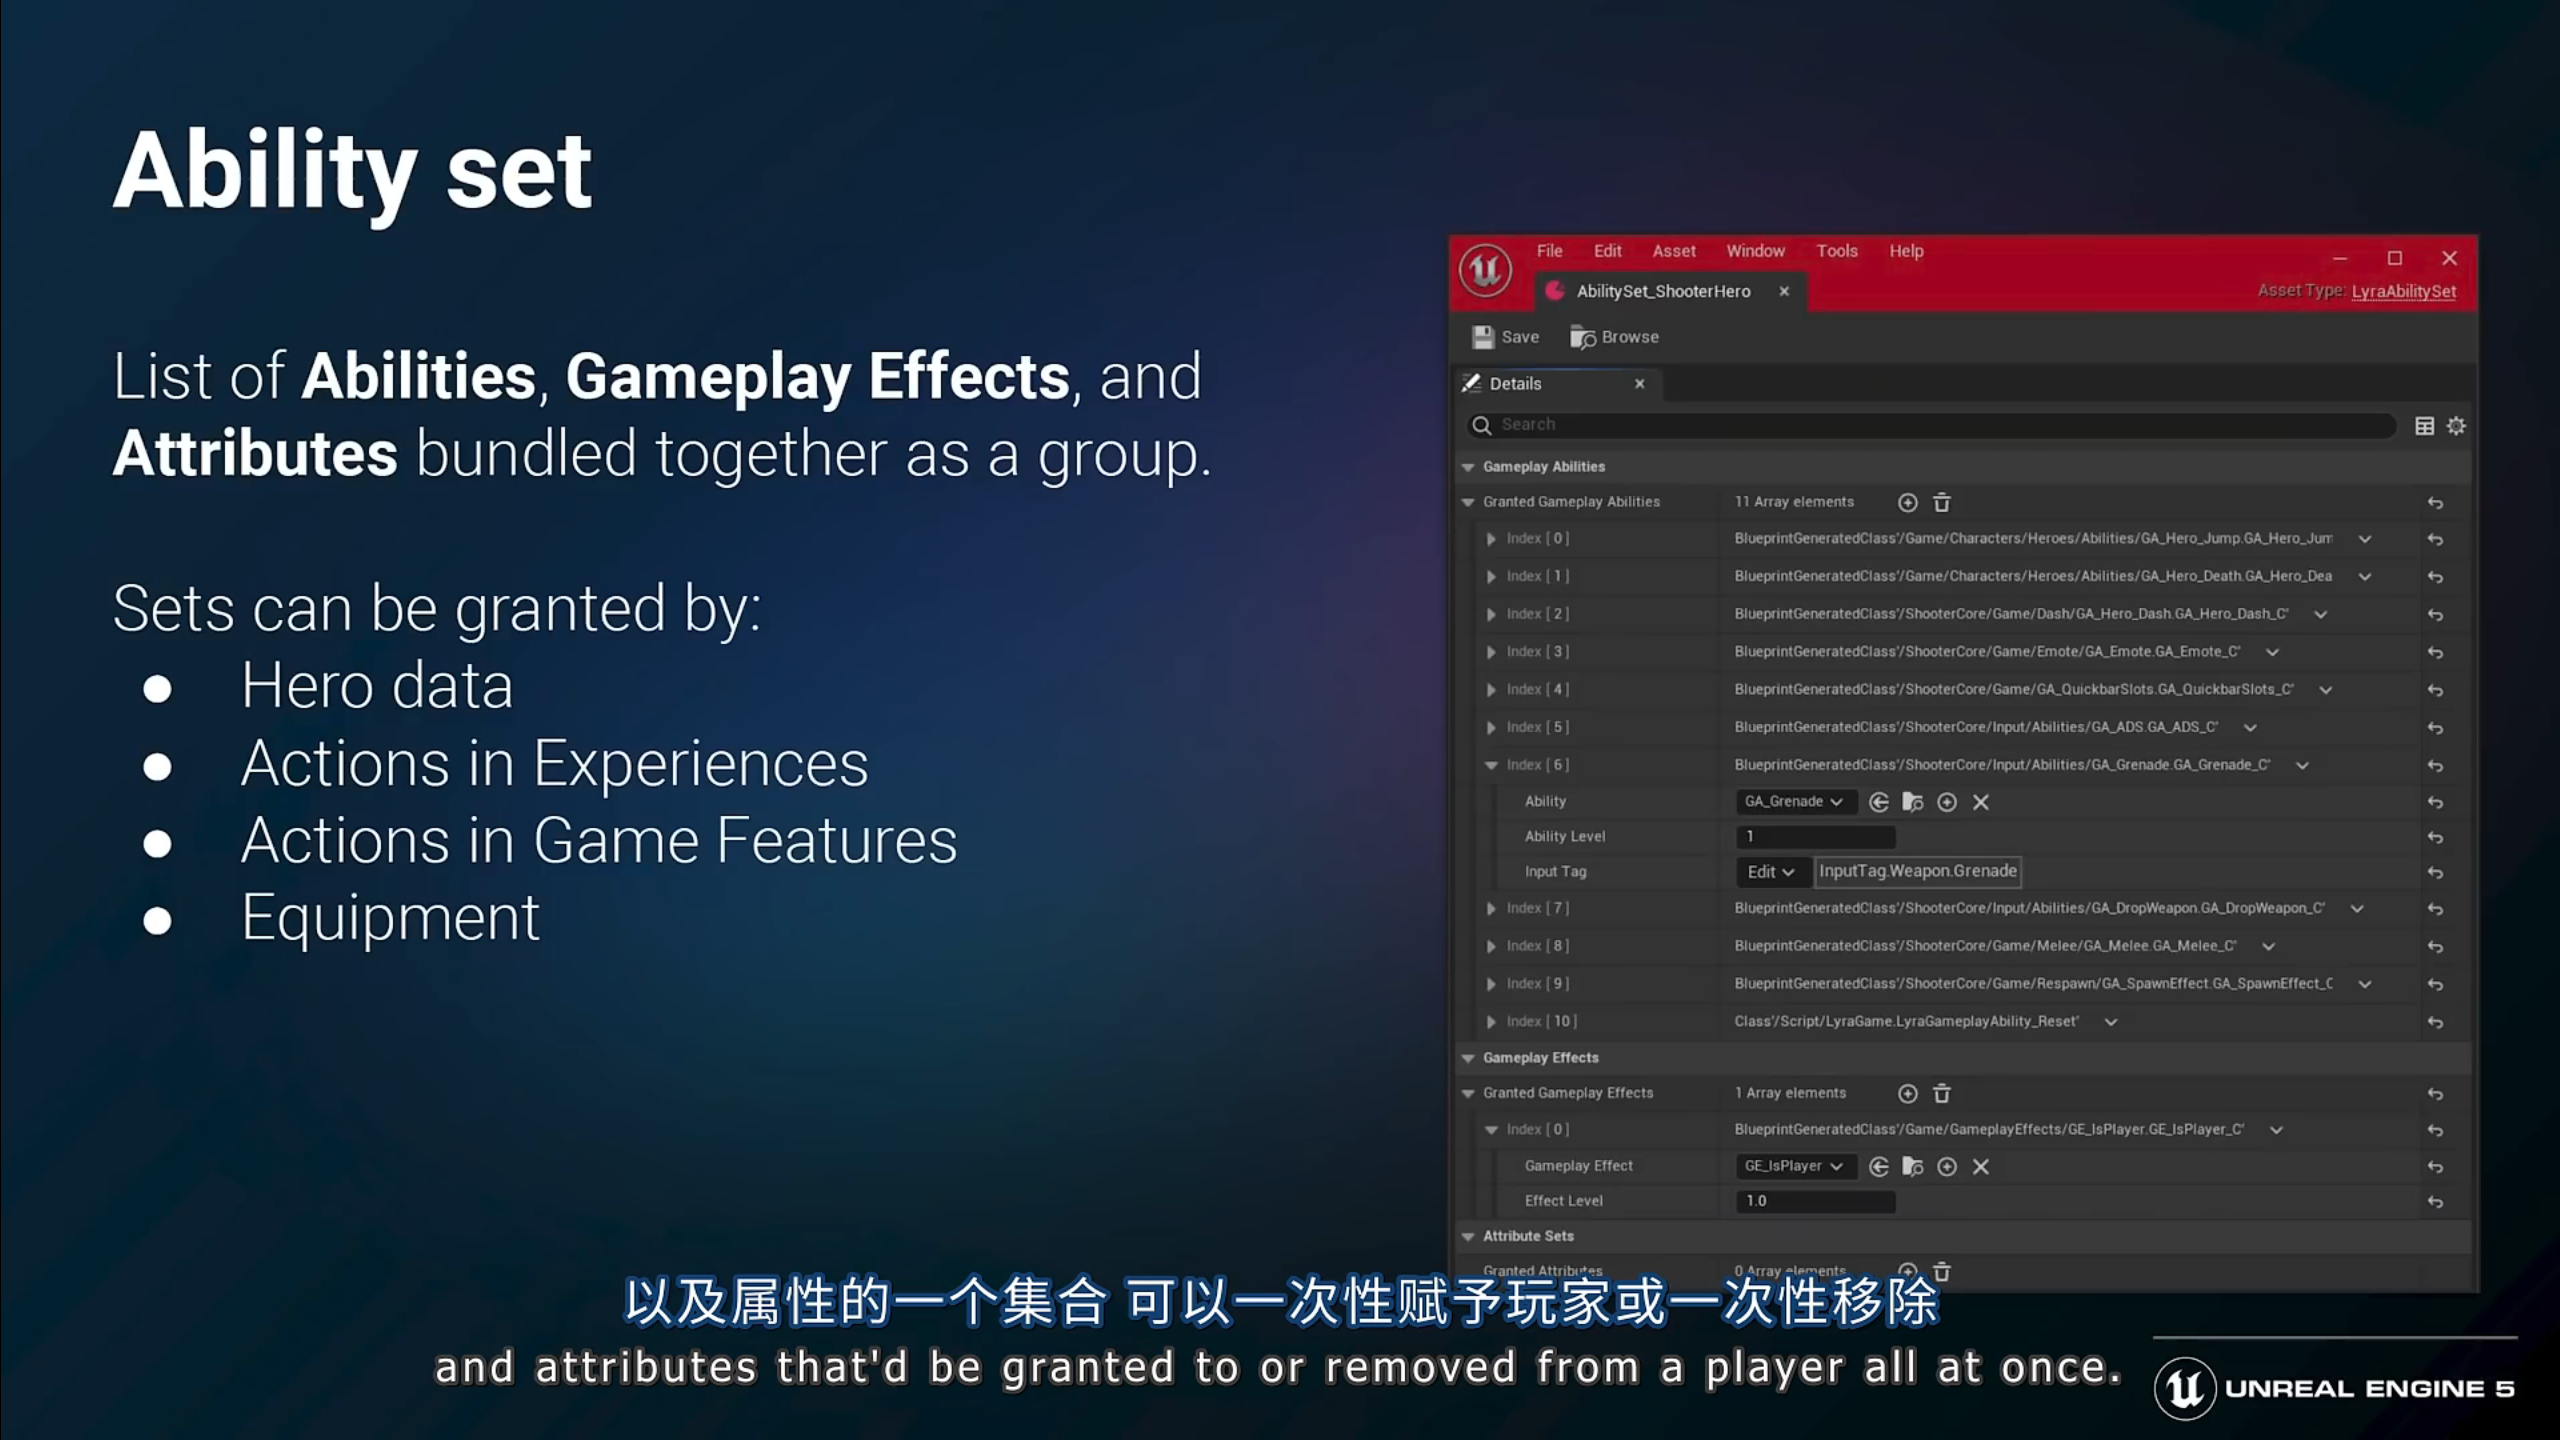 Ability set
List of Abilities, Gameplay Effects, and
Attributes bundled together as a group.
Sets can be granted by:
● Hero data
● Actions in Experiences
● Actions in Game Features
● Equipment
File Edit Asset Window Tools Help
AbilitySet_ShooterHero
Asset Type: LyraAbilitySet
Save Browse
Details
Search
Gameplay Abilities
Granted Gameplay Abilities 11 Array elements
Index [ 0 ] BlueprintGeneratedClass'/Game/Characters/Heroes/Abilities/GA_Hero_Jump.GA_Hero_Jum
Index [ 1 ] BlueprintGeneratedClass'/Game/Characters/Heroes/Abilities/GA_Hero_Death.GA_Hero_Dea
Index [ 2 ] BlueprintGeneratedClass'/ShooterCore/Game/Dash/GA_Hero_Dash.GA_Hero_Dash_C'
Index [ 3 ] BlueprintGeneratedClass'/ShooterCore/Game/Emote/GA_Emote.GA_Emote_C'
Index [ 4 ] BlueprintGeneratedClass'/ShooterCore/Game/GA_QuickbarSlots.GA_QuickbarSlots_C'
Index [ 5 ] BlueprintGeneratedClass'/ShooterCore/Input/Abilities/GA_ADS.GA_ADS_C'
Index [ 6 ] BlueprintGeneratedClass'/ShooterCore/Input/Abilities/GA_Grenade.GA_Grenade_C'
Ability GA_Grenade
Ability Level 1
Input Tag Edit InputTag.Weapon.Grenade
Index [ 7 ] BlueprintGeneratedClass'/ShooterCore/Input/Abilities/GA_DropWeapon.GA_DropWeapon_C'
Index [ 8 ] BlueprintGeneratedClass'/ShooterCore/Game/Melee/GA_Melee.GA_Melee_C'
Index [ 9 ] BlueprintGeneratedClass'/ShooterCore/Game/Respawn/GA_SpawnEffect.GA_SpawnEffect_C
Index [ 10 ] Class'/Script/LyraGame.LyraGameplayAbility_Reset'
Gameplay Effects
Granted Gameplay Effects 1 Array elements
Index [ 0 ] BlueprintGeneratedClass'/Game/GameplayEffects/GE_IsPlayer.GE_IsPlayer_C'
Gameplay Effect GE_IsPlayer
Effect Level 1.0
Attribute Sets
Granted Attributes 0 Array elements
以及属性的一个集合 可以一次性赋予玩家或一次性移除
and attributes that'd be granted to or removed from a player all at once.
UNREAL ENGINE 5